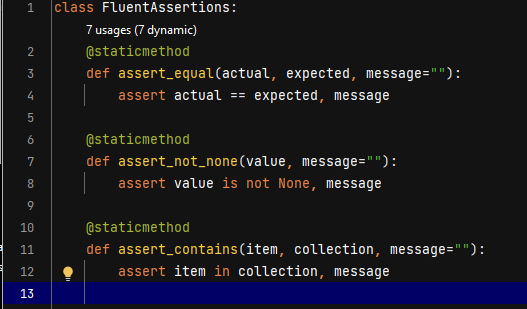 1 class FluentAssertions:
7 usages (7 dynamic)
2 @staticmethod
3 def assert_equal(actual, expected, message=""):
4 assert actual == expected, message
5
6 @staticmethod
7 def assert_not_none(value, message=""):
8 assert value is not None, message
9
10 @staticmethod
11 def assert_contains(item, collection, message=""):
12 assert item in collection, message
13